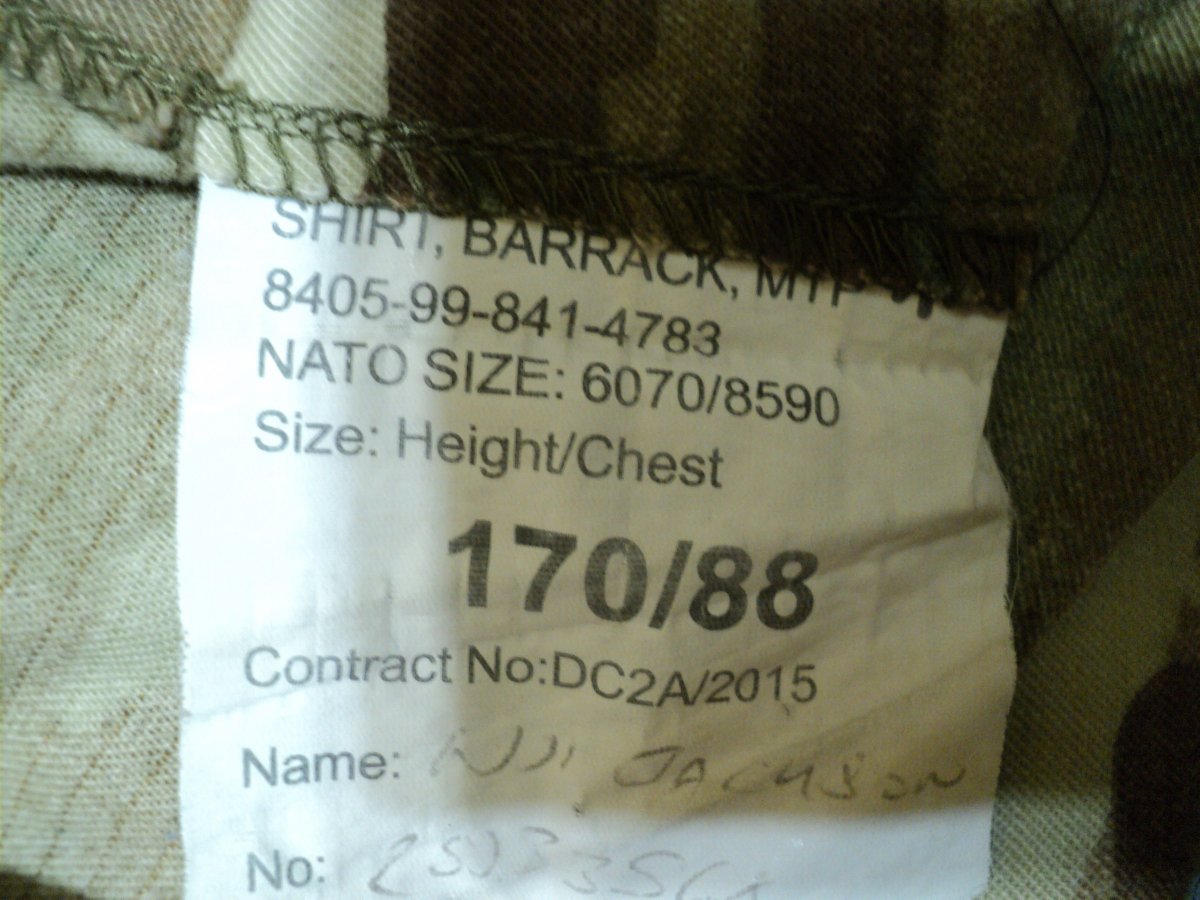 SHIRT, BARRACK, MTP
8405-99-841-4783
NATO SIZE: 6070/8590
Size: Height/Chest
170/88
Contract No:DC2A/2015
Name: JACKSON
No: